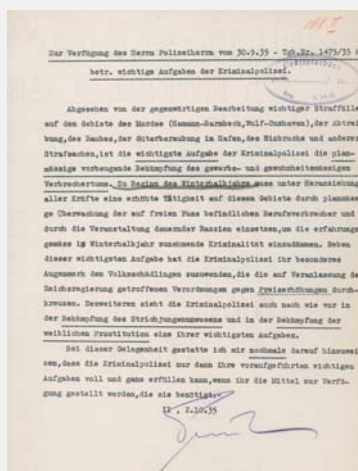 Zur Verfügung des Herrn Polizeiherrn vom 30.9.35 - Tgb.Nr. 1475/35
betr. wichtige Aufgaben der Kriminalpolizei.
Abgesehen von der gegenwärtigen Bearbeitung wichtiger Straffälle
auf dem Gebiete des Mordes (Hamann-Barmbeck, Wulf-Cuxhaven), der Abtrei
bung, des Raubes, der Güterberaubung im Hafen, des Einbruchs und anderer
Strafsachen, ist die wichtigste Aufgabe der Kriminalpolizei die plan-
mässige vorbeugende Bekämpfung des gewerbs- und gewohnheitsmässigen
Verbrechertums. Zu Beginn des Winterhalbjahrs muss unter Heranziehung
aller Kräfte eine erhöhte Tätigkeit auf diesem Gebiete durch planmässi
ge Überwachung der auf freien Fuss befindlichen Berufsverbrecher und
durch die Veranstaltung dauernder Razzien einsetzen, um die erfahrungs
gemäss im Winterhalbjahr zunehmende Kriminalität einzudämmen. Neben
dieser wichtigsten Aufgabe hat die Kriminalpolizei ihr besonderes
Augenmerk den Volksschädlingen zuzuwenden, die die auf Veranlassung der
Reichsregierung getroffenen Verordnungen gegen Preiserhöhungen durch-
kreuzen. Desweiteren sieht die Kriminalpolizei auch nach wie vor in
der Bekämpfung des Strichjungenunwesens und in der Bekämpfung der
weiblichen Prostitution eine ihrer wichtigsten Aufgaben.
Bei dieser Gelegenheit gestatte ich mir nochmals darauf hinzuwei
sen, dass die Kriminalpolizei nur dann ihre voraufgeführten wichtigen
Aufgaben voll und ganz erfüllen kann, wenn ihr die Mittel zur Verfü-
gung gestellt werden, die sie benötigt.-
II, 2.10.35